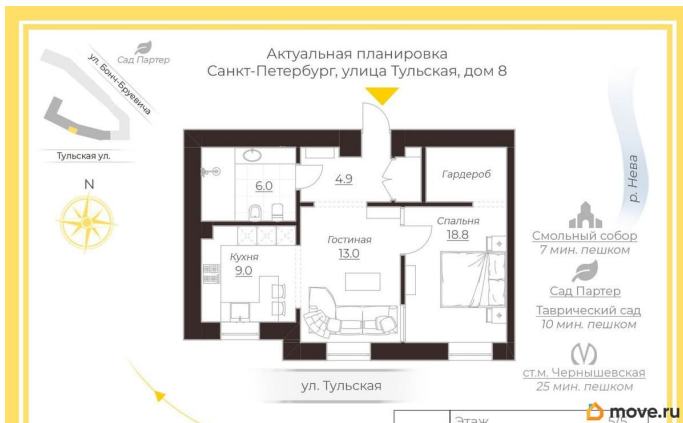 Сад Партер
ул. Бонч-Бруевича
Тульская ул.
N
Актуальная планировка
Санкт-Петербург, улица Тульская, дом 8
6.0
4.9
Гардероб
Кухня
9.0
Гостиная
13.0
Спальня
18.8
ул. Тульская
р. Нева
Смольный собор
7 мин. пешком
Сад Партер
Таврический сад
10 мин. пешком
ст.м. Чернышевская
25 мин. пешком
Этаж 5/5
move.ru